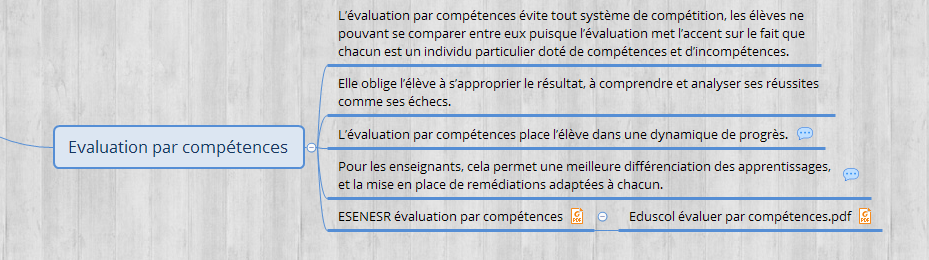 L'évaluation par compétences évite tout système de compétition, les élèves ne
pouvant se comparer entre eux puisque l'évaluation met l'accent sur le fait que
chacun est un individu particulier doté de compétences et d'incompétences.
Elle oblige l'élève à s'approprier le résultat, à comprendre et analyser ses réussites
comme ses échecs.
Evaluation par compétences
L'évaluation par compétences place l'élève dans une dynamique de progrès.
Pour les enseignants, cela permet une meilleure différenciation des apprentissages,
et la mise en place de remédiations adaptées à chacun.
ESENESR évaluation par compétences
Eduscol évaluer par compétences.pdf